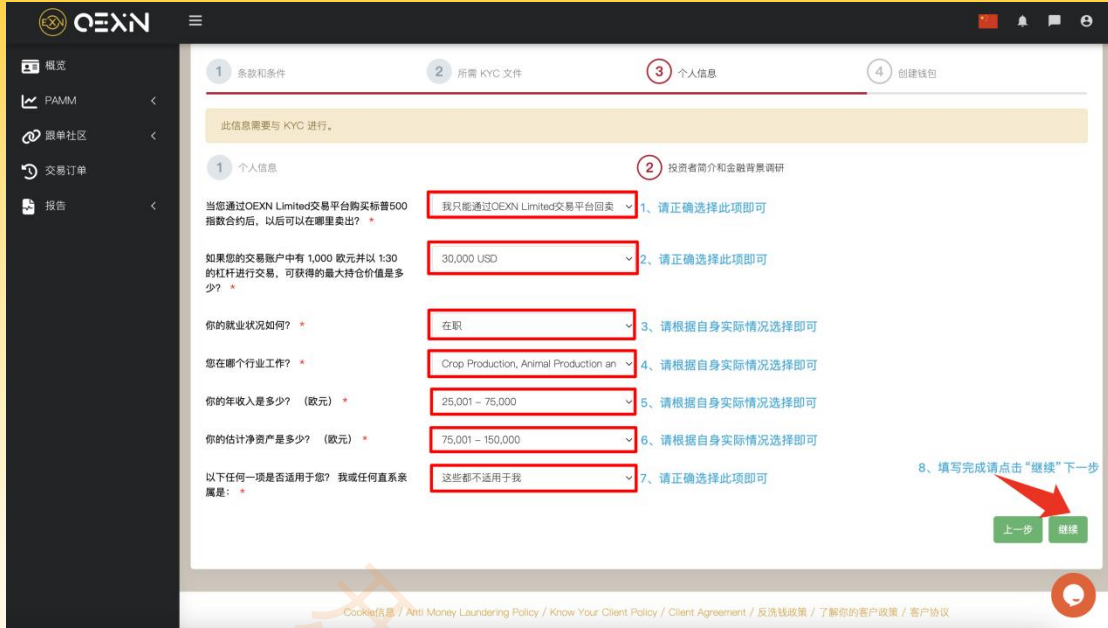 EXN OEXN
概览
PAMM
跟单社区
交易订单
报告
1 条款和条件
2 所需 KYC 文件
3 个人信息
4 创建钱包
此信息需要与 KYC 进行。
1 个人信息
2 投资者简介和金融背景调研
当您通过OEXN Limited交易平台购买标普500
指数合约后，以后可以在哪里卖出？ *
我只能通过OEXN Limited交易平台回卖
1、请正确选择此项即可
如果您的交易账户中有 1,000 欧元并以 1:30
的杠杆进行交易，可获得的最大持仓价值是多
少？ *
30,000 USD
2、请正确选择此项即可
你的就业状况如何？ *
在职
3、请根据自身实际情况选择即可
您在哪个行业工作？ *
Crop Production, Animal Production an
4、请根据自身实际情况选择即可
你的年收入是多少？ （欧元） *
25,001 – 75,000
5、请根据自身实际情况选择即可
你的估计净资产是多少？ （欧元） *
75,001 – 150,000
6、请根据自身实际情况选择即可
以下任何一项是否适用于您？ 我或任何直系亲
属是： *
这些都不适用于我
7、请正确选择此项即可
8、填写完成请点击“继续”下一步
上一步
继续
Cookie信息 / Anti Money Laundering Policy / Know Your Client Policy / Client Agreement / 反洗钱政策 / 了解你的客户政策 / 客户协议